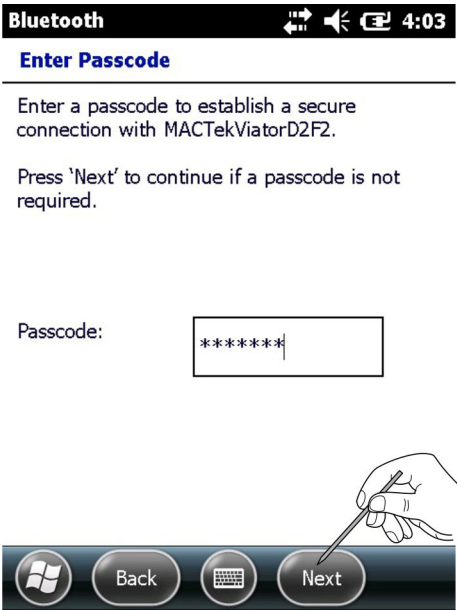 Bluetooth 4:03
Enter Passcode
Enter a passcode to establish a secure
connection with MACTekViatorD2F2.
Press `Next' to continue if a passcode is not
required.
Passcode: *******
Back Next